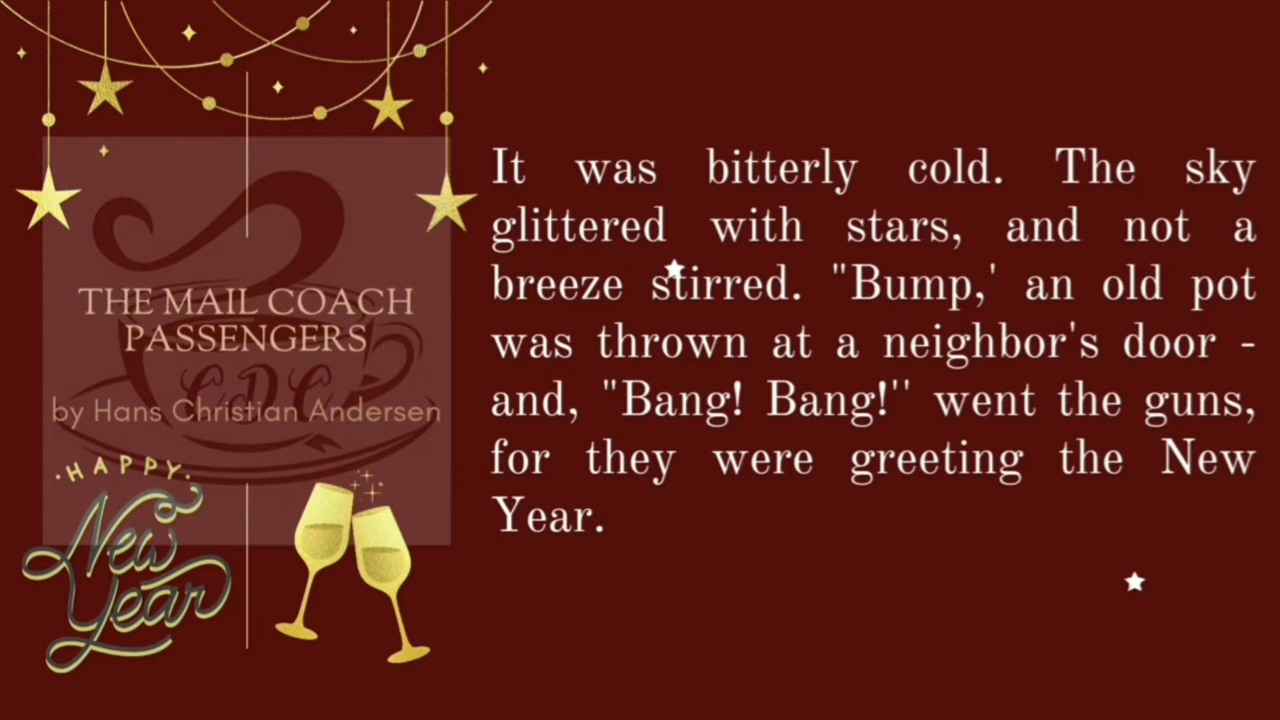 THE MAIL COACH
PASSENGERS
CDC
by Hans Christian Andersen
HAPPY
New
Year
It was bitterly cold. The sky
glittered with stars, and not a
breeze stirred. "Bump,' an old pot
was thrown at a neighbor's door -
and, "Bang! Bang!'' went the guns,
for they were greeting the New
Year.